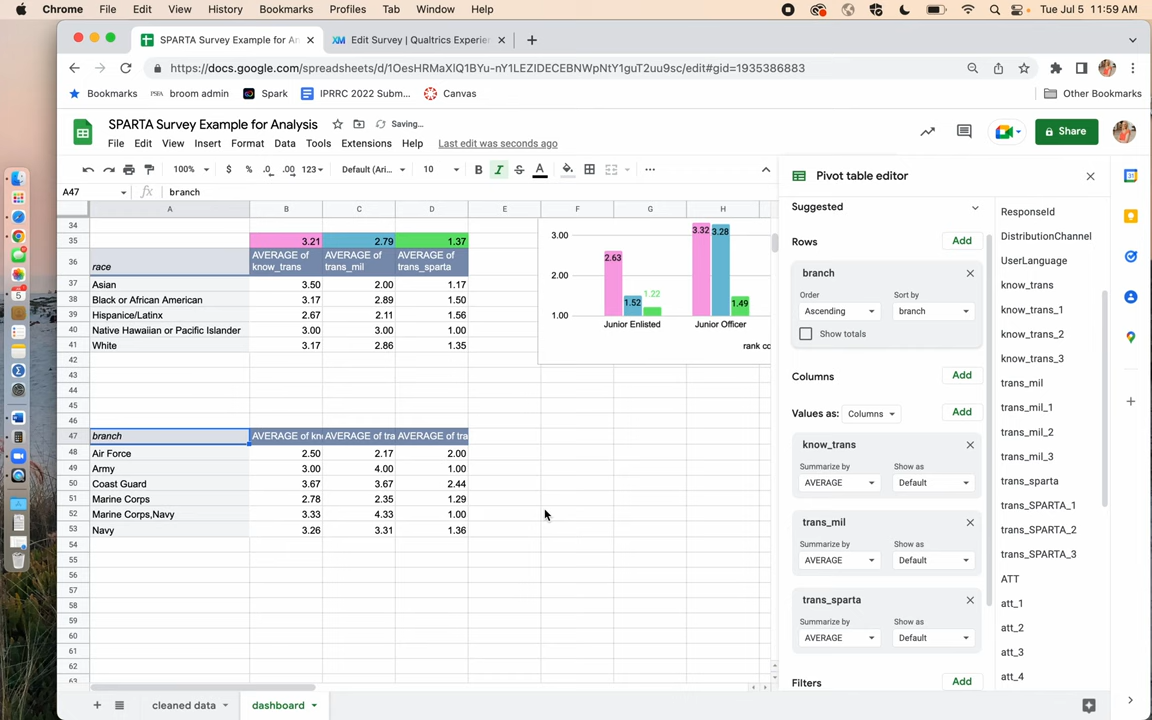 Chrome File Edit View History Bookmarks Profiles Tab Window Help Tue Jul 5 11:59 AM
SPARTA Survey Example for An
Edit Survey | Qualtrics Experien
https://docs.google.com/spreadsheets/d/1OesHRMaXlQ1BYu-nY1LEZIDECEBNWpNtY1guT2uu9sc/edit#gid=1935386883
Bookmarks broom admin Spark IPRRC 2022 Subm... Canvas Other Bookmarks
SPARTA Survey Example for Analysis Saving...
File Edit View Insert Format Data Tools Extensions Help Last edit was seconds ago
Share
100% $ % .0 .00 123 Default (Ari... 10 B I S A
A47 fx branch
A B C D E F G H
34
35 3.21 2.79 1.37
36 race AVERAGE of know_trans AVERAGE of trans_mil AVERAGE of trans_sparta
37 Asian 3.50 2.00 1.17
38 Black or African American 3.17 2.89 1.50
39 Hispanice/Latinx 2.67 2.11 1.56
40 Native Hawaiian or Pacific Islander 3.00 3.00 1.00
41 White 3.17 2.86 1.35
42
43
44
45
46
47 branch AVERAGE of kn AVERAGE of tra AVERAGE of tra
48 Air Force 2.50 2.17 2.00
49 Army 3.00 4.00 1.00
50 Coast Guard 3.67 3.67 2.44
51 Marine Corps 2.78 2.35 1.29
52 Marine Corps,Navy 3.33 4.33 1.00
53 Navy 3.26 3.31 1.36
54
55
56
57
58
59
60
61
62
63
3.00
2.00
1.00
2.63 1.52 1.22
3.32 3.28 1.49
Junior Enlisted Junior Officer
rank co
Pivot table editor
Suggested
Rows Add
branch
Order Sort by
Ascending branch
Show totals
Columns Add
Values as: Columns Add
know_trans
Summarize by Show as
AVERAGE Default
trans_mil
Summarize by Show as
AVERAGE Default
trans_sparta
Summarize by Show as
AVERAGE Default
Filters Add
ResponseId
DistributionChannel
UserLanguage
know_trans
know_trans_1
know_trans_2
know_trans_3
trans_mil
trans_mil_1
trans_mil_2
trans_mil_3
trans_sparta
trans_SPARTA_1
trans_SPARTA_2
trans_SPARTA_3
ATT
att_1
att_2
att_3
att_4
cleaned data dashboard